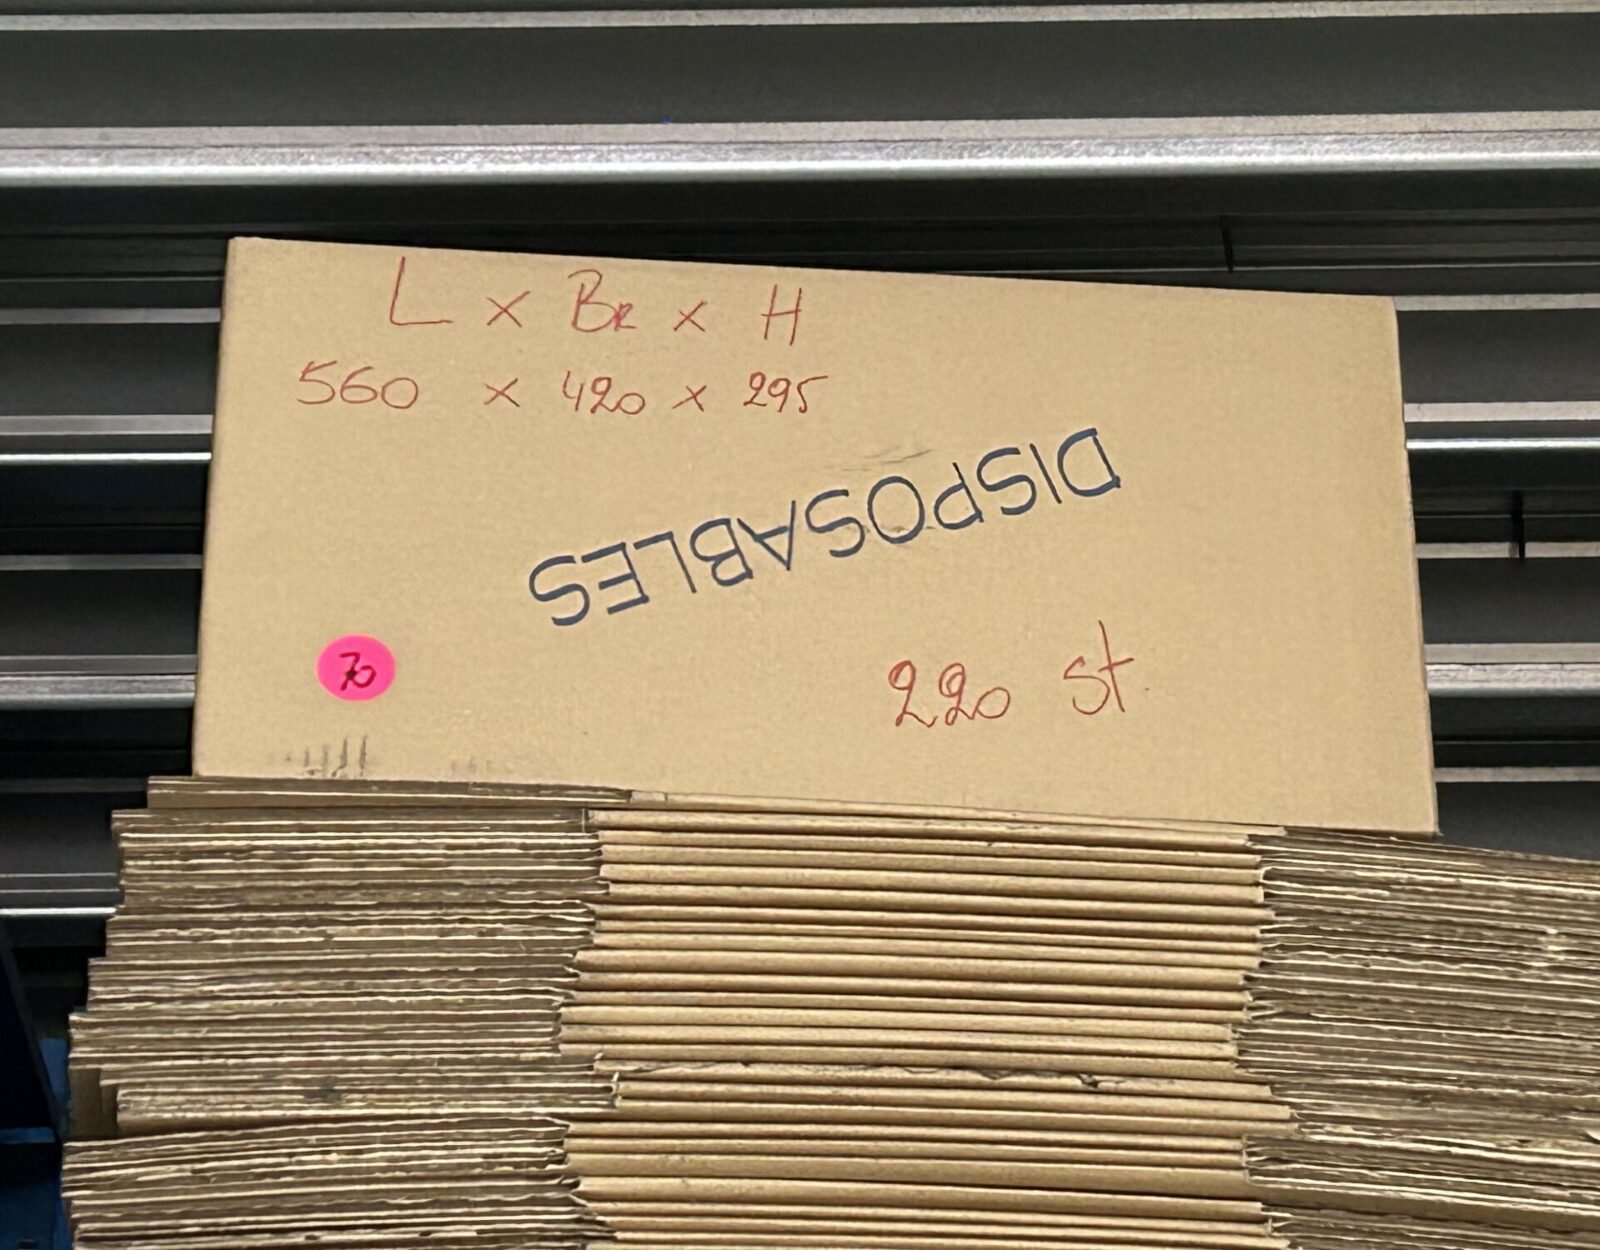 L x Br x H
560 x 420 x 295
DISPOSABLES
70
220 st.